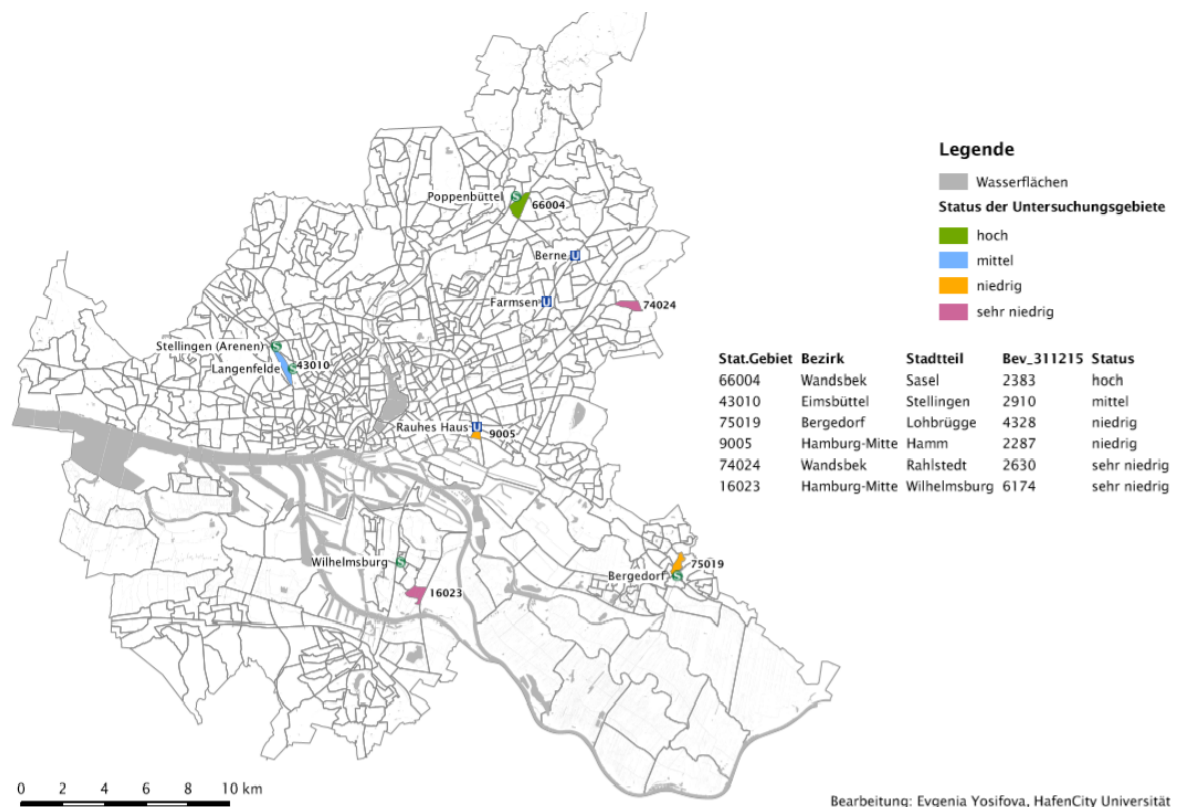 Legende
Wasserflächen
Status der Untersuchungsgebiete
hoch
mittel
niedrig
sehr niedrig
Poppenbüttel S
66004
Berne U
Farmsen U
74024
Stellingen (Arenen) S
Langenfelde S 43010
Rauhes Haus U
9005
Stat.Gebiet Bezirk Stadtteil Bev_311215 Status
66004 Wandsbek Sasel 2383 hoch
43010 Eimsbüttel Stellingen 2910 mittel
75019 Bergedorf Lohbrügge 4328 niedrig
9005 Hamburg-Mitte Hamm 2287 niedrig
74024 Wandsbek Rahlstedt 2630 sehr niedrig
16023 Hamburg-Mitte Wilhelmsburg 6174 sehr niedrig
Wilhelmsburg S
16023
75019
Bergedorf S
0 2 4 6 8 10 km
Bearbeitung: Evgenia Yosifova, HafenCity Universität